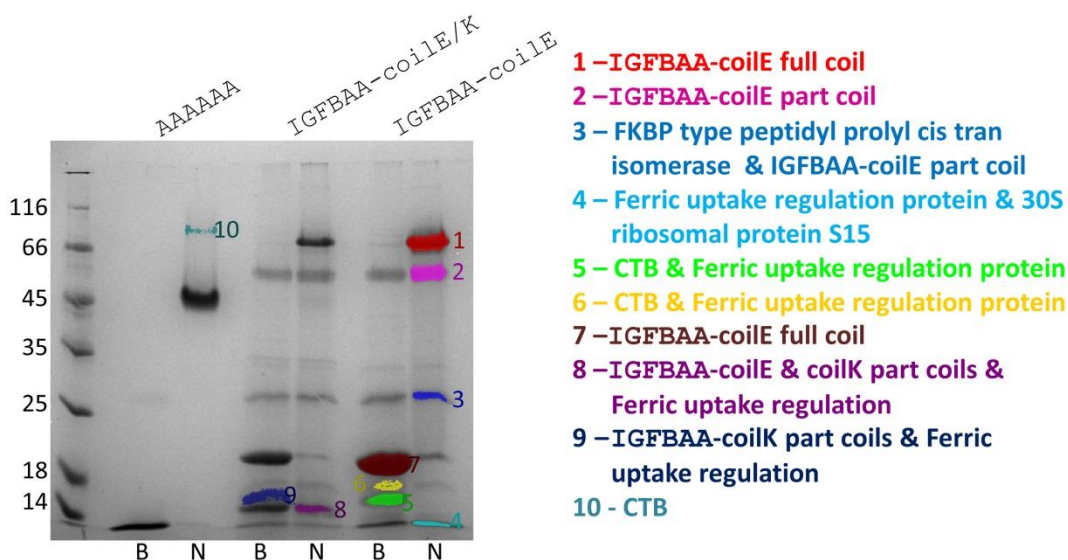 AAAAAA
IGFBAA-coilE/K
IGFBAA-coilE
116
66
45
35
25
18
14
10
1
2
3
7
6
9
5
8
4
B N B N B N
1 –IGFBAA-coilE full coil
2 –IGFBAA-coilE part coil
3 – FKBP type peptidyl prolyl cis tran
isomerase & IGFBAA-coilE part coil
4 – Ferric uptake regulation protein & 30S
ribosomal protein S15
5 – CTB & Ferric uptake regulation protein
6 – CTB & Ferric uptake regulation protein
7 –IGFBAA-coilE full coil
8 –IGFBAA-coilE & coilK part coils &
Ferric uptake regulation
9 –IGFBAA-coilK part coils & Ferric
uptake regulation
10 - CTB